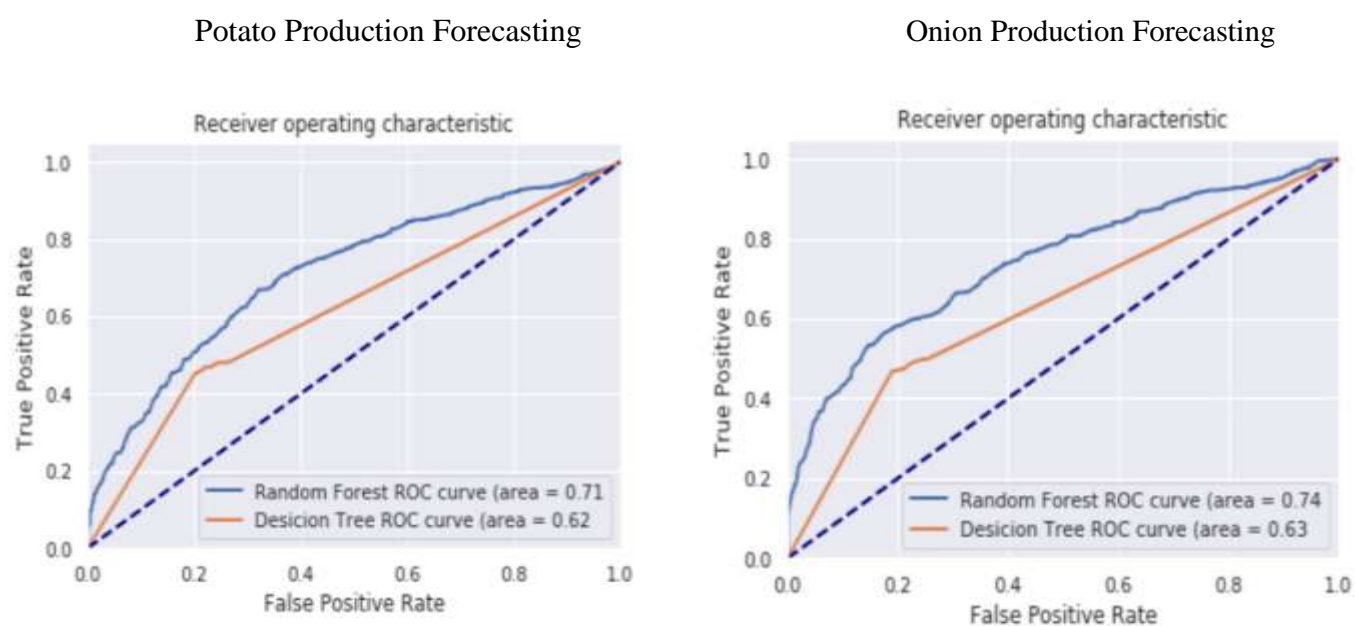 Potato Production Forecasting
Receiver operating characteristic
1.0
0.8
0.6
0.4
0.2
0.0
True Positive Rate
Random Forest ROC curve (area = 0.71
Desicion Tree ROC curve (area = 0.62
0.0 0.2 0.4 0.6 0.8 1.0
False Positive Rate
Onion Production Forecasting
Receiver operating characteristic
1.0
0.8
0.6
0.4
0.2
0.0
True Positive Rate
Random Forest ROC curve (area = 0.74
Desicion Tree ROC curve (area = 0.63
0.0 0.2 0.4 0.6 0.8 1.0
False Positive Rate